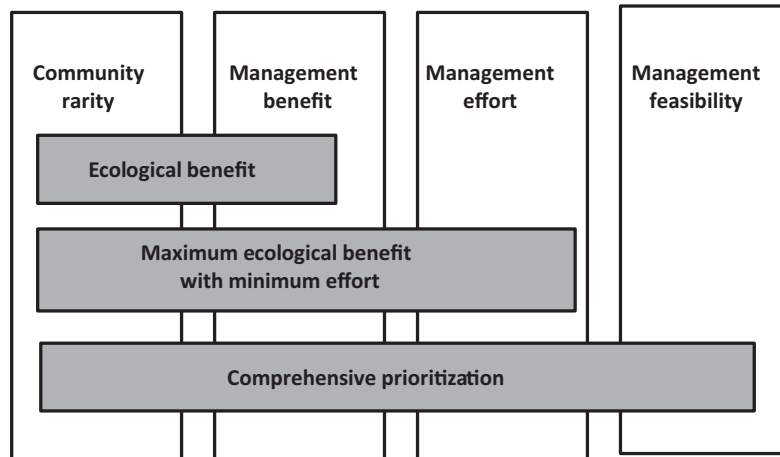 Community
rarity
Management
benefit
Management
effort
Management
feasibility
Ecological benefit
Maximum ecological benefit
with minimum effort
Comprehensive prioritization